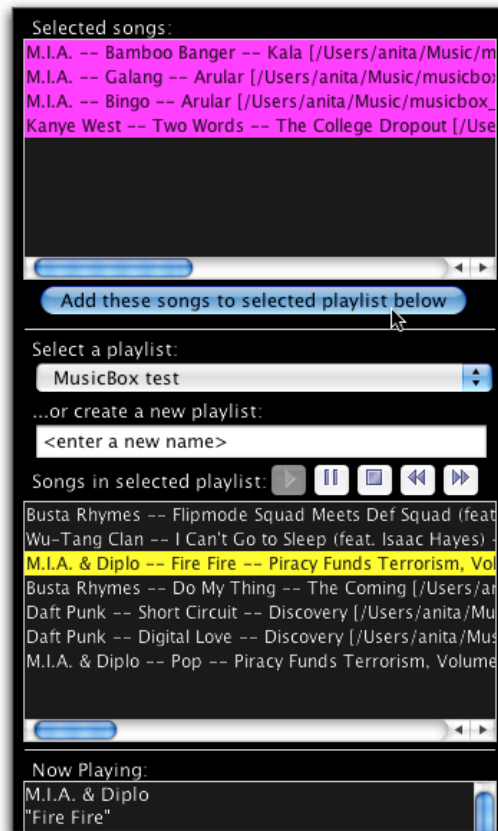 Selected songs:
M.I.A. -- Bamboo Banger -- Kala [/Users/anita/Music/m
M.I.A. -- Galang -- Arular [/Users/anita/Music/musicbox
M.I.A. -- Bingo -- Arular [/Users/anita/Music/musicbox_
Kanye West -- Two Words -- The College Dropout [/Use
Add these songs to selected playlist below
Select a playlist:
MusicBox test
...or create a new playlist:
<enter a new name>
Songs in selected playlist:
Busta Rhymes -- Flipmode Squad Meets Def Squad (feat
Wu-Tang Clan -- I Can't Go to Sleep (feat. Isaac Hayes) -
M.I.A. & Diplo -- Fire Fire -- Piracy Funds Terrorism, Vol
Busta Rhymes -- Do My Thing -- The Coming [/Users/an
Daft Punk -- Short Circuit -- Discovery [/Users/anita/Mu
Daft Punk -- Digital Love -- Discovery [/Users/anita/Mus
M.I.A. & Diplo -- Pop -- Piracy Funds Terrorism, Volume
Now Playing:
M.I.A. & Diplo
"Fire Fire"